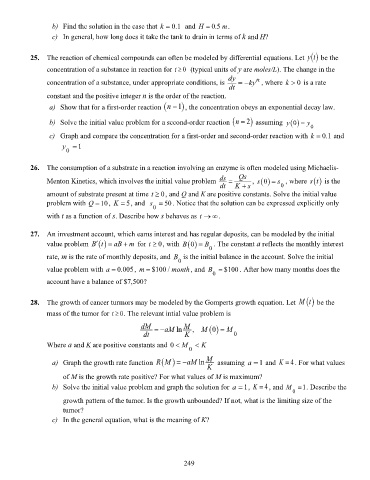 b) Find the solution in the case that k = 0.1 and H = 0.5 m.
c) In general, how long does it take the tank to drain in terms of k and H?
25. The reaction of chemical compounds can often be modeled by differential equations. Let y(t) be the
concentration of a substance in reaction for t ≥ 0 (typical units of y are moles/L). The change in the
concentration of a substance, under appropriate conditions, is dy/dt = −ky^n, where k > 0 is a rate
constant and the positive integer n is the order of the reaction.
a) Show that for a first-order reaction (n − 1), the concentration obeys an exponential decay law.
b) Solve the initial value problem for a second-order reaction (n = 2) assuming y(0) − y_0
c) Graph and compare the concentration for a first-order and second-order reaction with k = 0.1 and
y_0 = 1
26. The consumption of a substrate in a reaction involving an enzyme is often modeled using Michaelis-
Menton Kinetics, which involves the initial value problem ds/dt = Qs/(K + s), s(0) − s_0, where s(t) is the
amount of substrate present at time t ≥ 0, and Q and K are positive constants. Solve the initial value
problem with Q − 10, K = 5, and s_0 = 50. Notice that the solution can be expressed explicitly only
with t as a function of s. Describe how s behaves as t → ∞.
27. An investment account, which earns interest and has regular deposits, can be modeled by the initial
value problem B′(t) = aB + m for t ≥ 0, with B(0) = B_0. The constant a reflects the monthly interest
rate, m is the rate of monthly deposits, and B_0 is the initial balance in the account. Solve the initial
value problem with a = 0.005, m = $100 / month, and B_0 = $100. After how many months does the
account have a balance of $7,500?
28. The growth of cancer turmors may be modeled by the Gomperts growth equation. Let M(t) be the
mass of the tumor for t ≥ 0. The relevant intial value problem is
dM/dt = −aM ln M/K, M(0) = M_0
Where a and K are positive constants and 0 < M_0 < K
a) Graph the growth rate function R(M) = −aM ln M/K assuming a = 1 and K = 4. For what values
of M is the growth rate positive? For what values of M is maximum?
b) Solve the initial value problem and graph the solution for a = 1, K = 4, and M_0 = 1. Describe the
growth pattern of the tumor. Is the growth unbounded? If not, what is the limiting size of the
tumor?
c) In the general equation, what is the meaning of K?
249